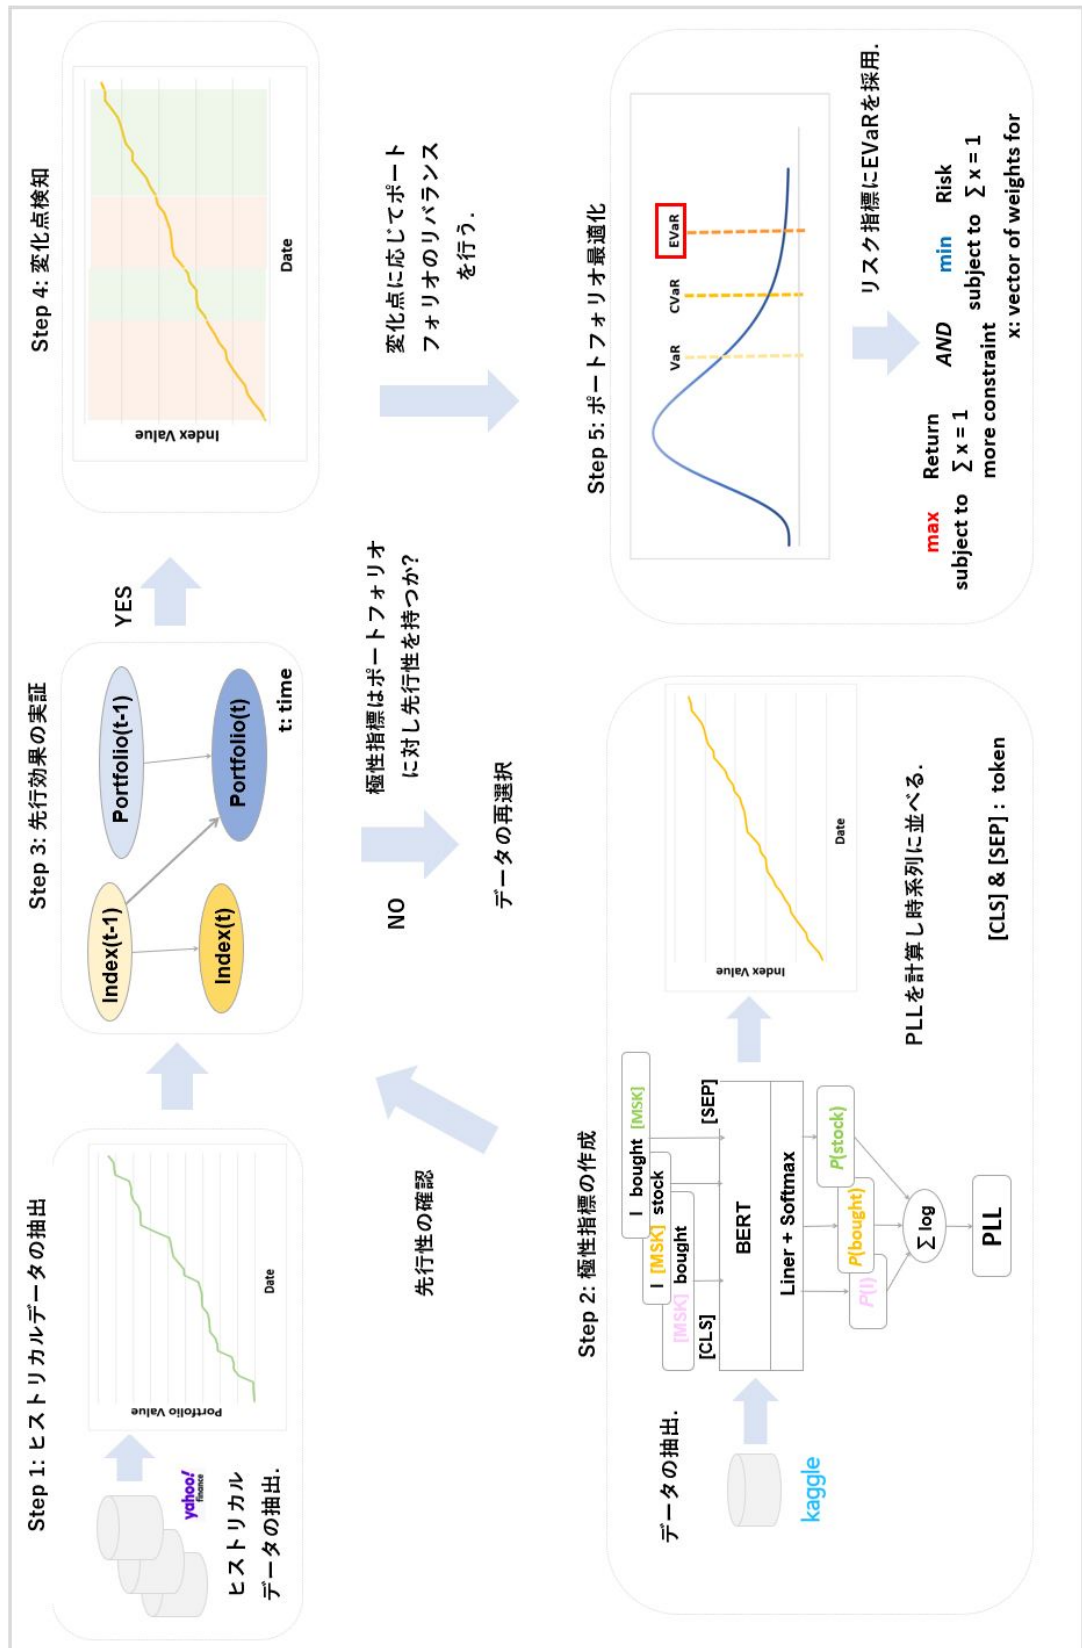 Step 1: ヒストリカルデータの抽出
yahoo!
finance
ヒストリカル
データの抽出.
Portfolio Value
Date
Step 3: 先行効果の実証
Index(t-1)
Portfolio(t-1)
Index(t)
Portfolio(t)
t: time
YES
極性指標はポートフォリオ
に対し先行性を持つか?
NO
データの再選択
Step 4: 変化点検知
Index Value
Date
変化点に応じてポート
フォリオのリバランス
を行う.
先行性の確認
Step 2: 極性指標の作成
データの抽出.
kaggle
I bought [MSK]
I [MSK] stock
[MSK] bought
[CLS]
[SEP]
BERT
Liner + Softmax
P(I)
P(bought)
P(stock)
∑ log
PLL
Index Value
Date
PLLを計算し時系列に並べる.
[CLS] & [SEP] : token
Step 5: ポートフォリオ最適化
VaR
CVaR
EVaR
リスク指標にEVaRを採用.
max Return AND min Risk
subject to ∑ x = 1 subject to ∑ x = 1
more constraint
x: vector of weights for